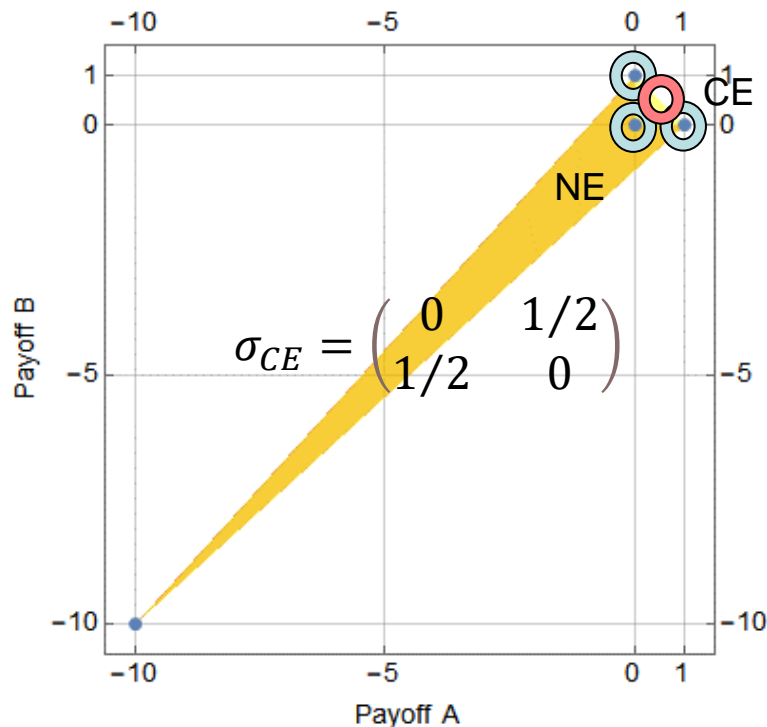 −10 −5 0 1
1 1
CE
0 0
NE
σ_CE = ( 0 1/2
1/2 0 )
Payoff B
−5 −5
−10 −10
−10 −5 0 1
Payoff A